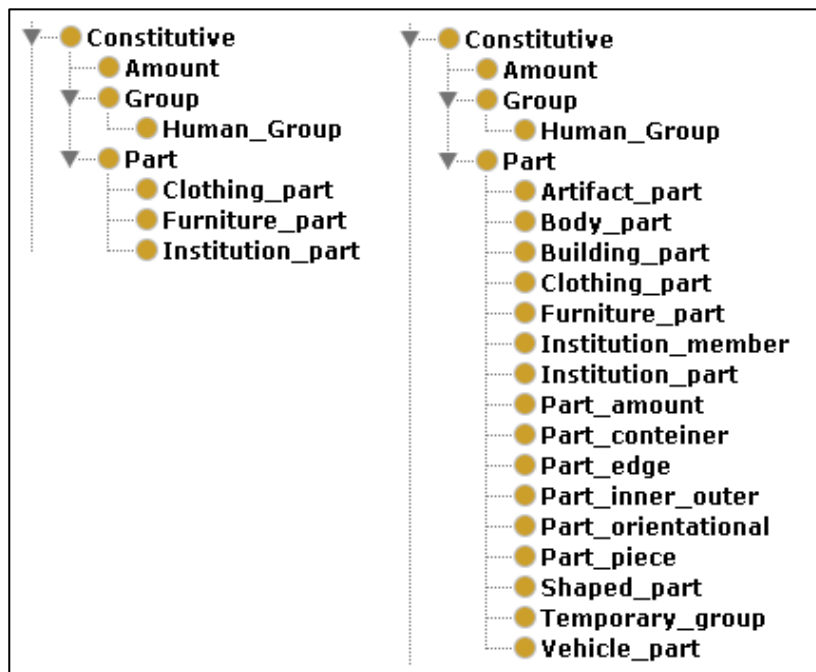 Constitutive
Amount
Group
Human_Group
Part
Clothing_part
Furniture_part
Institution_part
Constitutive
Amount
Group
Human_Group
Part
Artifact_part
Body_part
Building_part
Clothing_part
Furniture_part
Institution_member
Institution_part
Part_amount
Part_conteiner
Part_edge
Part_inner_outer
Part_orientational
Part_piece
Shaped_part
Temporary_group
Vehicle_part